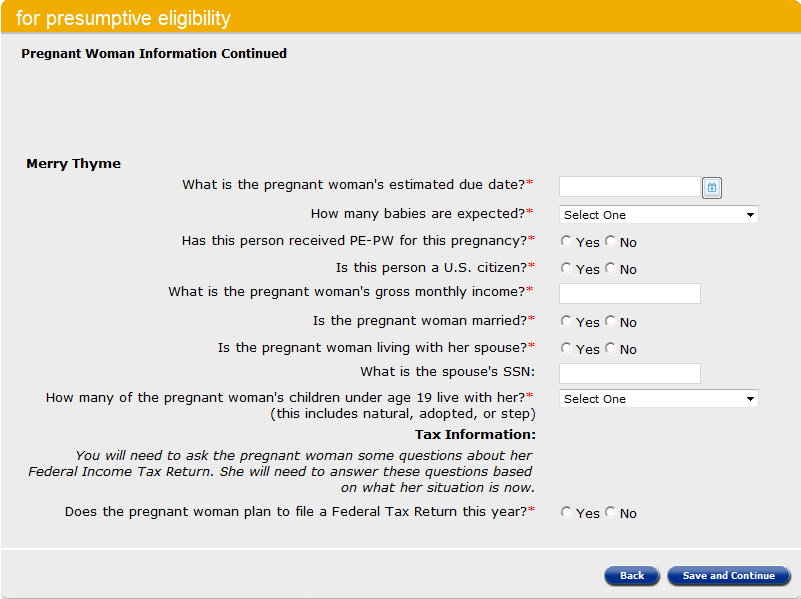 for presumptive eligibility
Pregnant Woman Information Continued
Merry Thyme
What is the pregnant woman's estimated due date?*
How many babies are expected?* Select One
Has this person received PE-PW for this pregnancy?* Yes No
Is this person a U.S. citizen?* Yes No
What is the pregnant woman's gross monthly income?*
Is the pregnant woman married?* Yes No
Is the pregnant woman living with her spouse?* Yes No
What is the spouse's SSN:
How many of the pregnant woman's children under age 19 live with her?* Select One
(this includes natural, adopted, or step)
Tax Information:
You will need to ask the pregnant woman some questions about her
Federal Income Tax Return. She will need to answer these questions based
on what her situation is now.
Does the pregnant woman plan to file a Federal Tax Return this year?* Yes No
Back Save and Continue